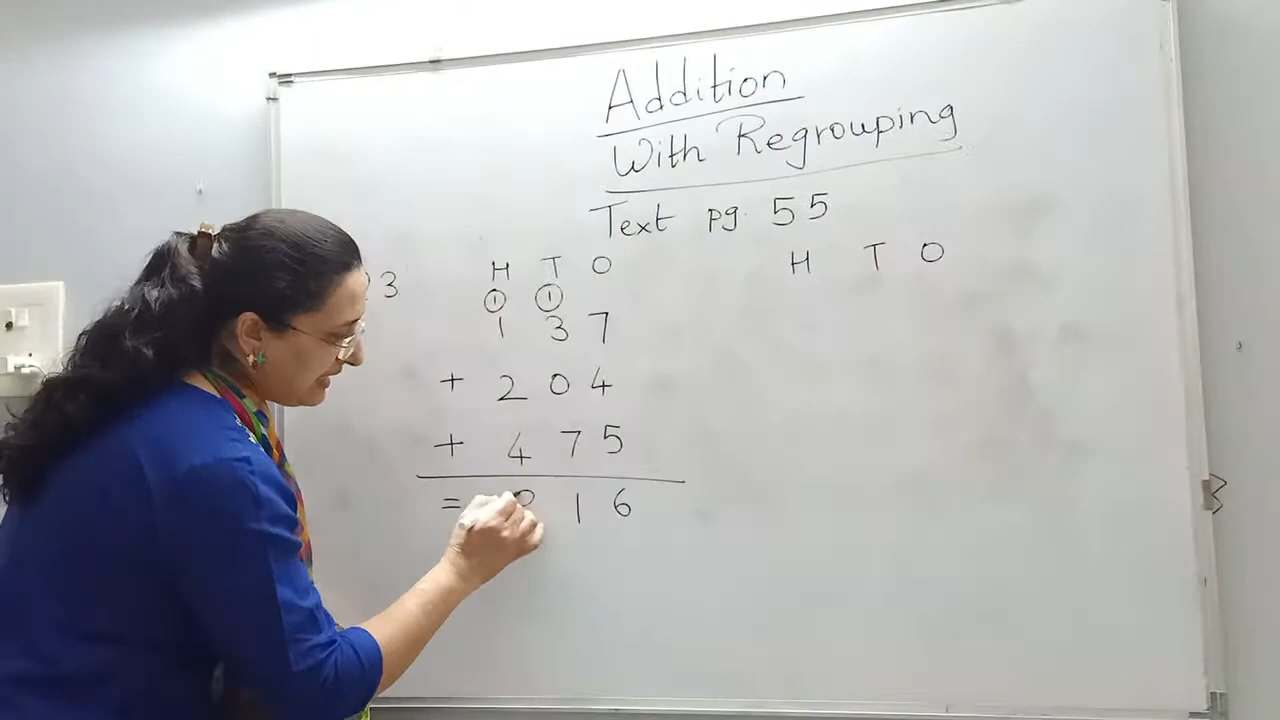 Addition
With Regrouping
Text pg. 55
3
H T O
H T O
1 1
1 3 7
+ 2 0 4
+ 4 7 5
= 1 6